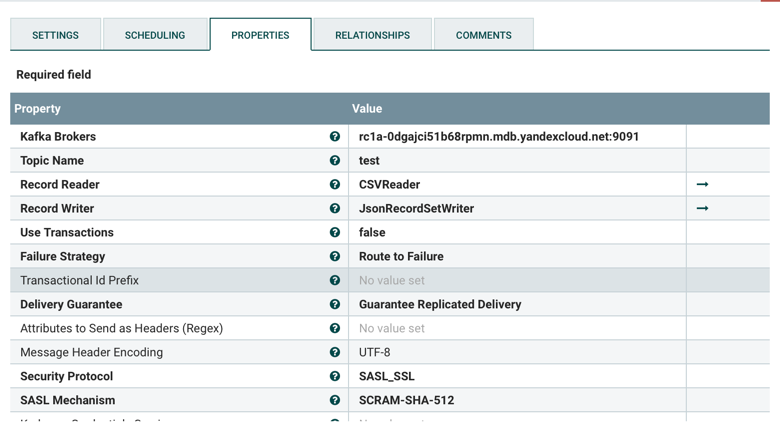 SETTINGS SCHEDULING PROPERTIES RELATIONSHIPS COMMENTS
Required field
Property Value
Kafka Brokers ? rc1a-0dgajci51b68rpmn.mdb.yandexcloud.net:9091
Topic Name ? test
Record Reader ? CSVReader
Record Writer ? JsonRecordSetWriter
Use Transactions ? false
Failure Strategy ? Route to Failure
Transactional Id Prefix ? No value set
Delivery Guarantee ? Guarantee Replicated Delivery
Attributes to Send as Headers (Regex) ? No value set
Message Header Encoding ? UTF-8
Security Protocol ? SASL_SSL
SASL Mechanism ? SCRAM-SHA-512